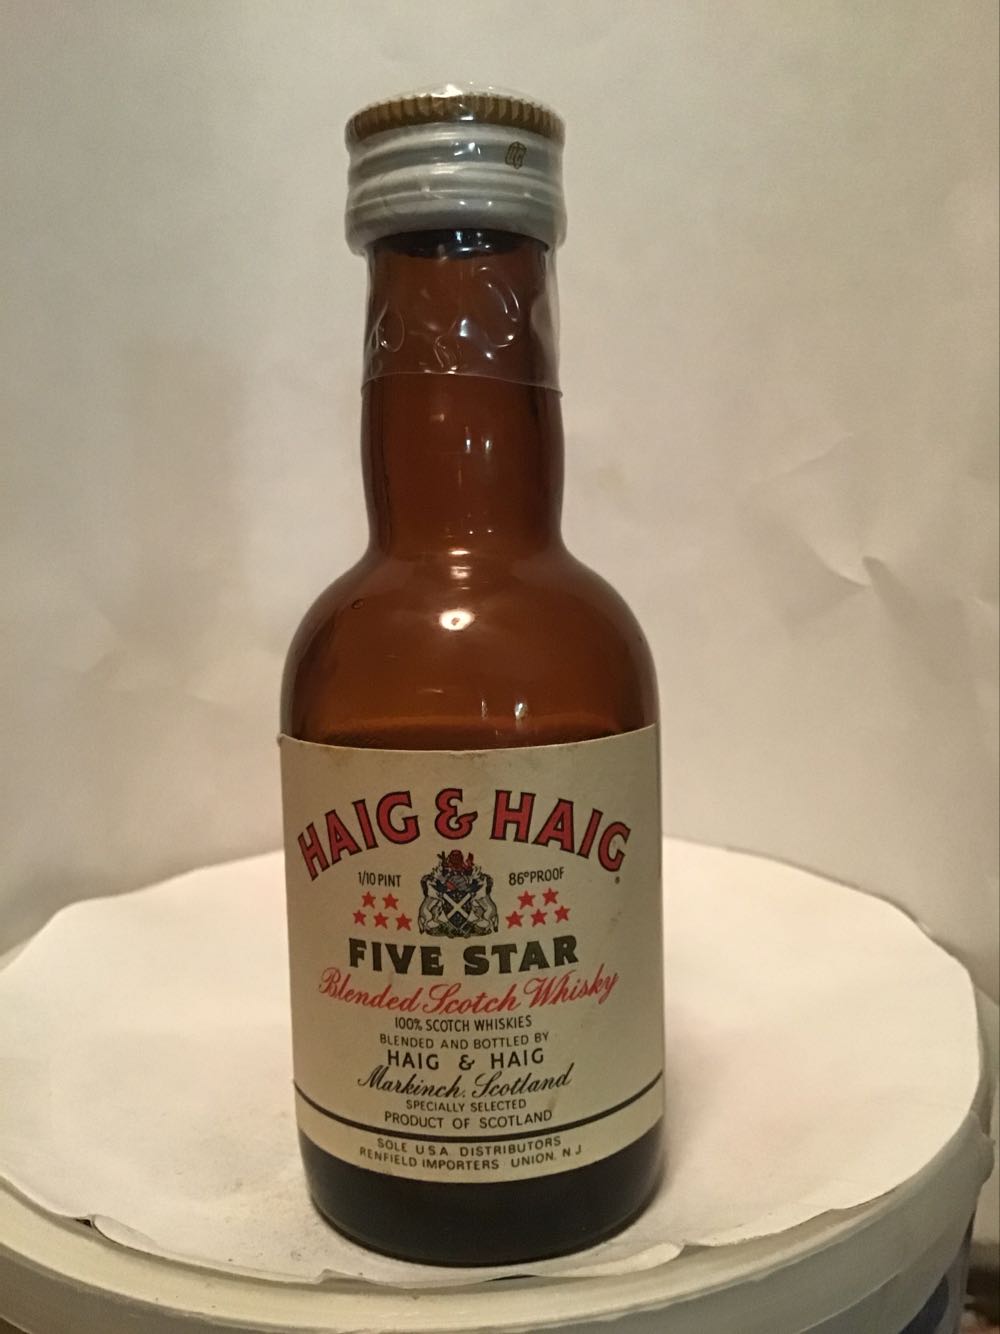 HAIG & HAIG
1/10 PINT 86°PROOF
FIVE STAR
Blended Scotch Whisky
100% SCOTCH WHISKIES
BLENDED AND BOTTLED BY
HAIG & HAIG
Markinch, Scotland
SPECIALLY SELECTED
PRODUCT OF SCOTLAND
SOLE U.S.A. DISTRIBUTORS
RENFIELD IMPORTERS UNION, N.J.